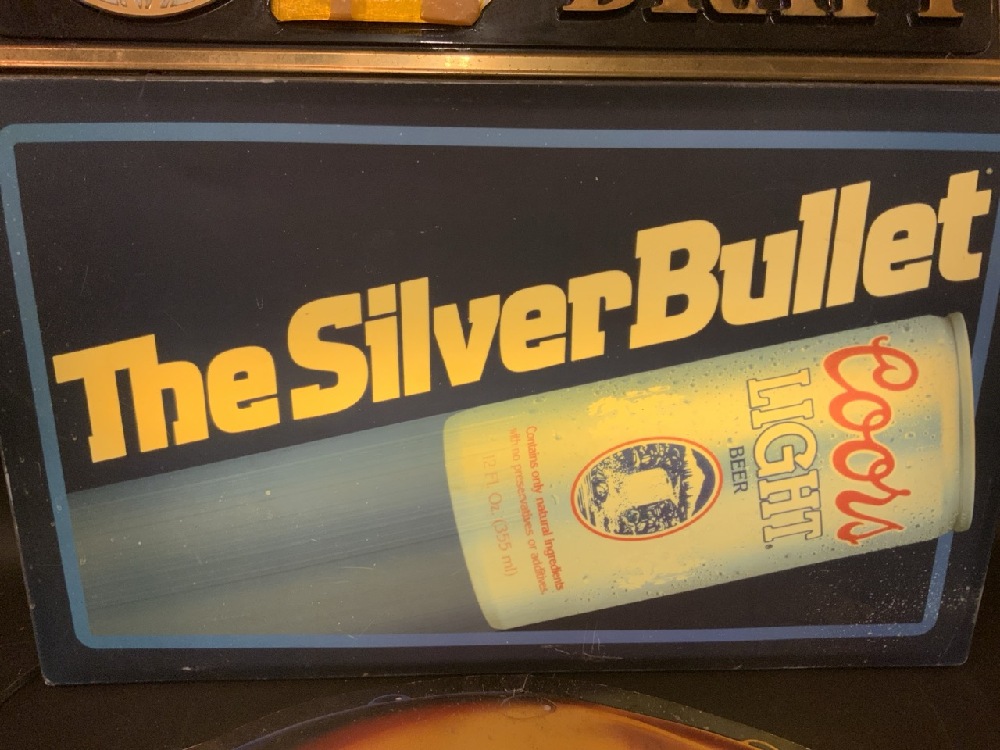 DRAFT
The Silver Bullet
Coors
LIGHT
BEER
Contains only natural ingredients
with no preservatives or additives.
12 Fl. Oz. (355 ml)